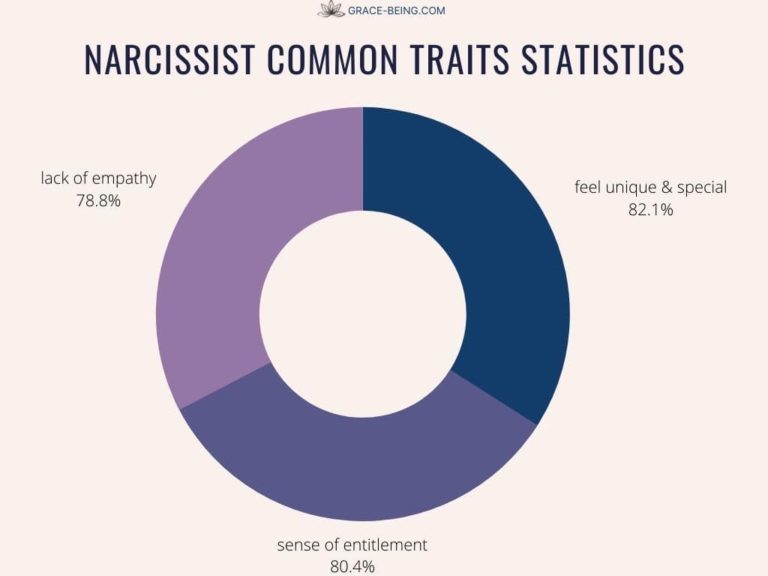 GRACE-BEING.COM
NARCISSIST COMMON TRAITS STATISTICS
lack of empathy
78.8%
feel unique & special
82.1%
sense of entitlement
80.4%